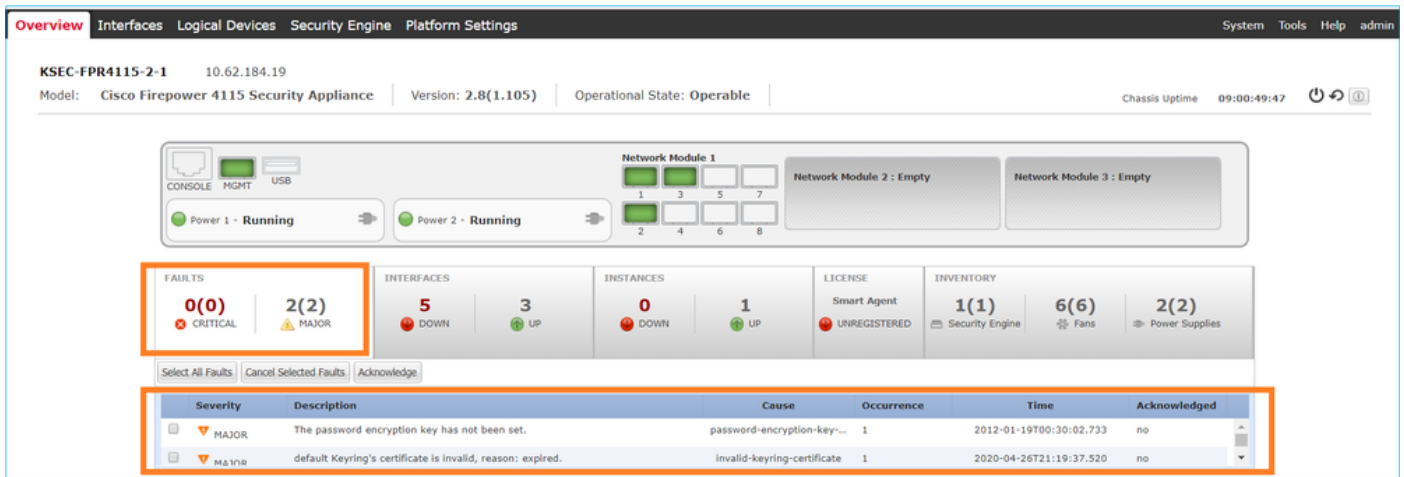 Overview Interfaces Logical Devices Security Engine Platform Settings System Tools Help admin
KSEC-FPR4115-2-1 10.62.184.19
Model: Cisco Firepower 4115 Security Appliance Version: 2.8(1.105) Operational State: Operable Chassis Uptime 09:00:49:47
Network Module 1
CONSOLE MGMT USB
1 3 5 7
Network Module 2 : Empty Network Module 3 : Empty
Power 1 - Running Power 2 - Running
2 4 6 8
FAULTS INTERFACES INSTANCES LICENSE INVENTORY
0(0) 2(2) 5 3 0 1 Smart Agent 1(1) 6(6) 2(2)
CRITICAL MAJOR DOWN UP DOWN UP UNREGISTERED Security Engine Fans Power Supplies
Select All Faults Cancel Selected Faults Acknowledge
Severity Description Cause Occurrence Time Acknowledged
MAJOR The password encryption key has not been set. password-encryption-key-... 1 2012-01-19T00:30:02.733 no
MAJOR default Keyring's certificate is invalid, reason: expired. invalid-keyring-certificate 1 2020-04-26T21:19:37.520 no